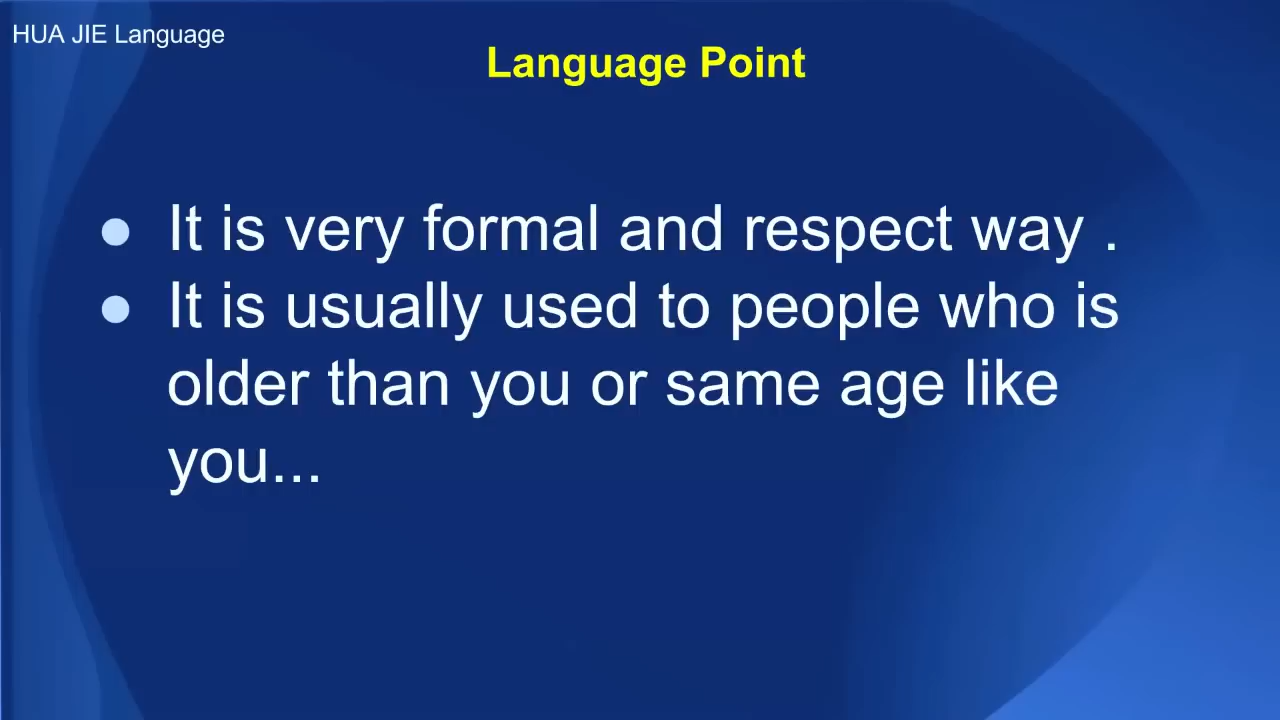 HUA JIE Language
Language Point
● It is very formal and respect way .
● It is usually used to people who is
older than you or same age like
you...